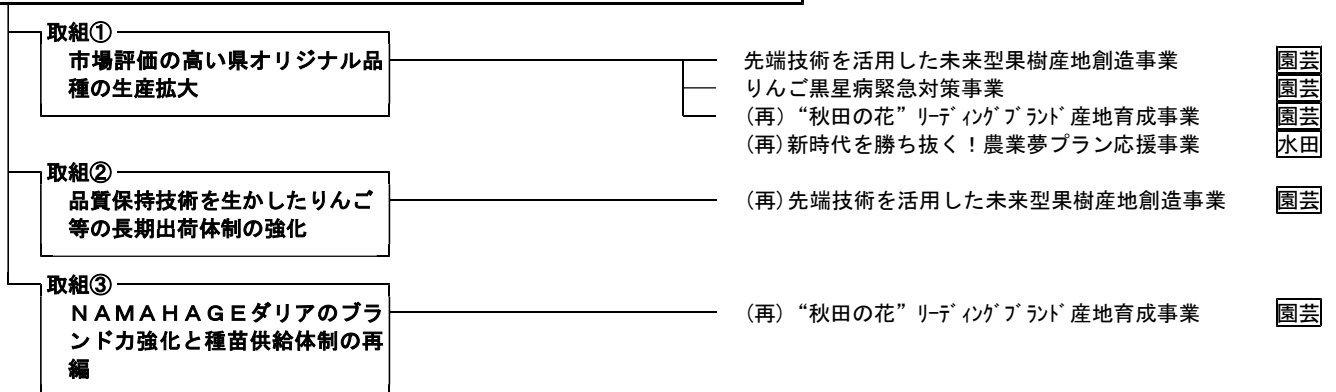 取組①
市場評価の高い県オリジナル品
種の生産拡大
先端技術を活用した未来型果樹産地創造事業 園芸
りんご黒星病緊急対策事業 園芸
(再)“秋田の花”ﾘｰﾃﾞｨﾝｸﾞﾌﾞﾗﾝﾄﾞ産地育成事業 園芸
(再)新時代を勝ち抜く！農業夢プラン応援事業 水田
取組②
品質保持技術を生かしたりんご
等の長期出荷体制の強化
(再)先端技術を活用した未来型果樹産地創造事業 園芸
取組③
ＮＡＭＡＨＡＧＥダリアのブラ
ンド力強化と種苗供給体制の再
編
(再)“秋田の花”ﾘｰﾃﾞｨﾝｸﾞﾌﾞﾗﾝﾄﾞ産地育成事業 園芸